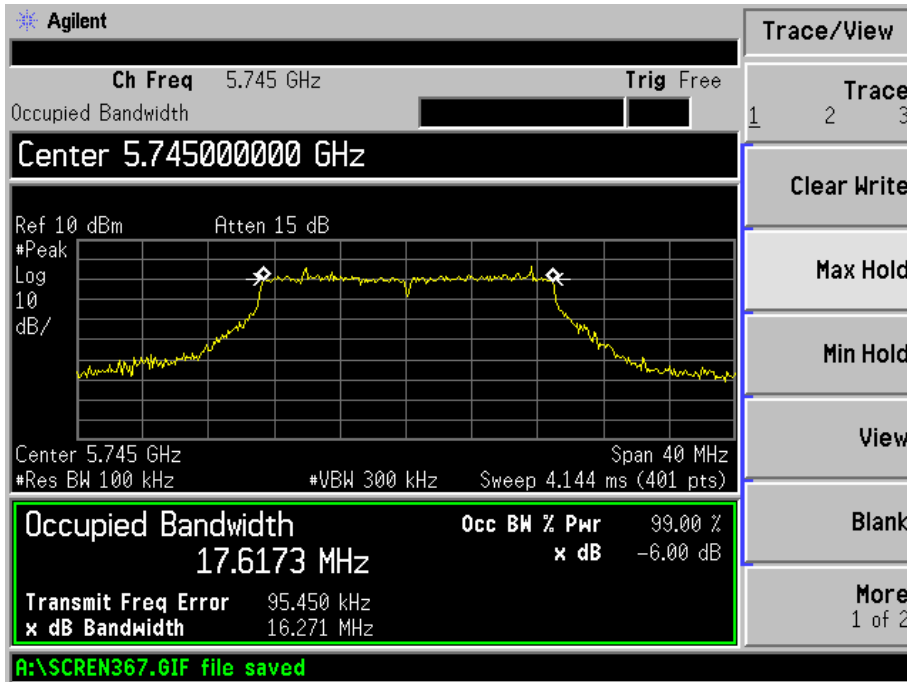 Agilent
Trace/View
Ch Freq 5.745 GHz Trig Free
Occupied Bandwidth
Trace
1 2 3
Center 5.745000000 GHz
Clear Write
Ref 10 dBm Atten 15 dB
#Peak
Log
10
dB/
Max Hold
Min Hold
View
Center 5.745 GHz Span 40 MHz
#Res BW 100 kHz #VBW 300 kHz Sweep 4.144 ms (401 pts)
Occupied Bandwidth
17.6173 MHz
Occ BW % Pwr 99.00 %
x dB -6.00 dB
Blank
Transmit Freq Error 95.450 kHz
x dB Bandwidth 16.271 MHz
More
1 of 2
A:\SCREN367.GIF file saved